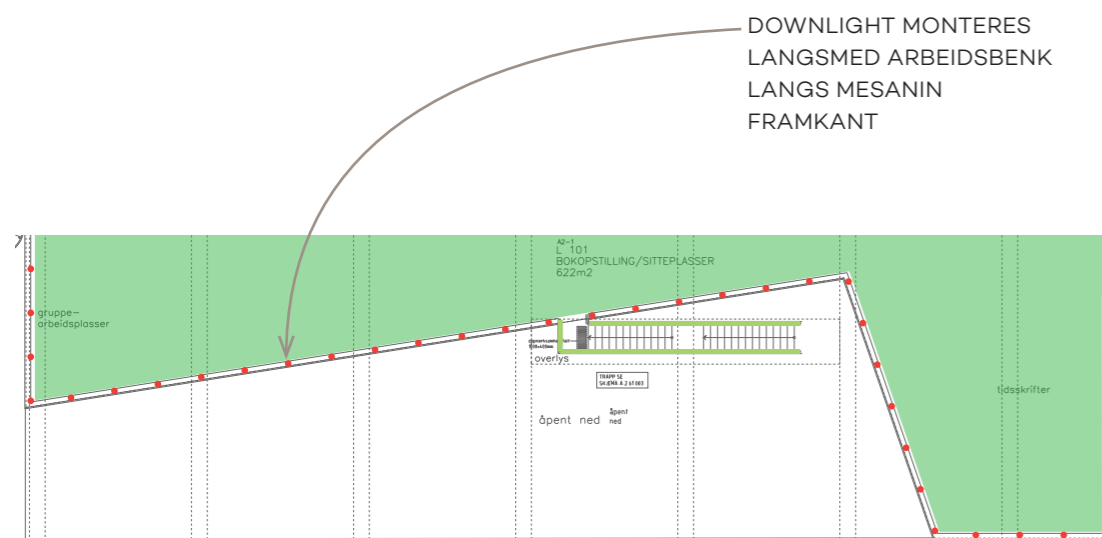 DOWNLIGHT MONTERES
LANGSMED ARBEIDSBENK
LANGS MESANIN
FRAMKANT
A2-1
L 101
BOKOPSTILLING/SITTEPLASSER
622m2
gruppe-
arbeidsplasser
overlys
TRAPP SE
tidsskrifter
åpent ned
åpent
ned